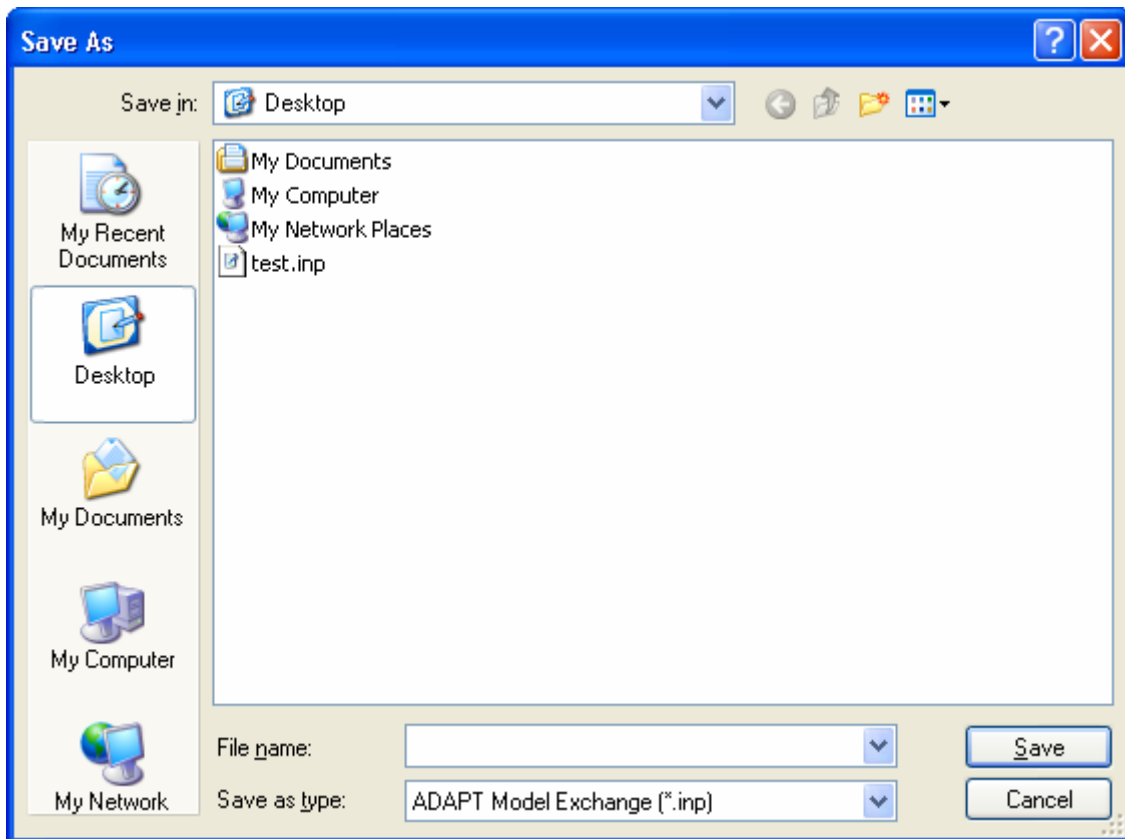 Save As
Save in:
Desktop
My Recent
Documents
Desktop
My Documents
My Computer
My Network
My Documents
My Computer
My Network Places
test.inp
File name:
Save
Save as type:
ADAPT Model Exchange (*.inp)
Cancel